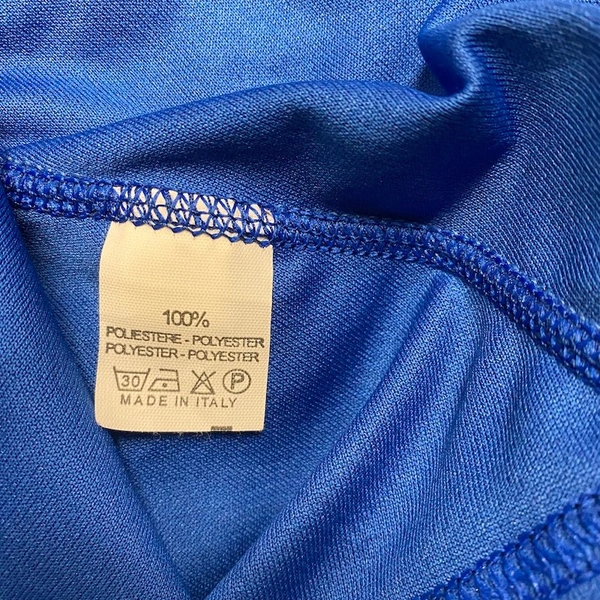 100%
POLIESTERE - POLYESTER
POLYESTER - POLYESTER
30 P
MADE IN ITALY